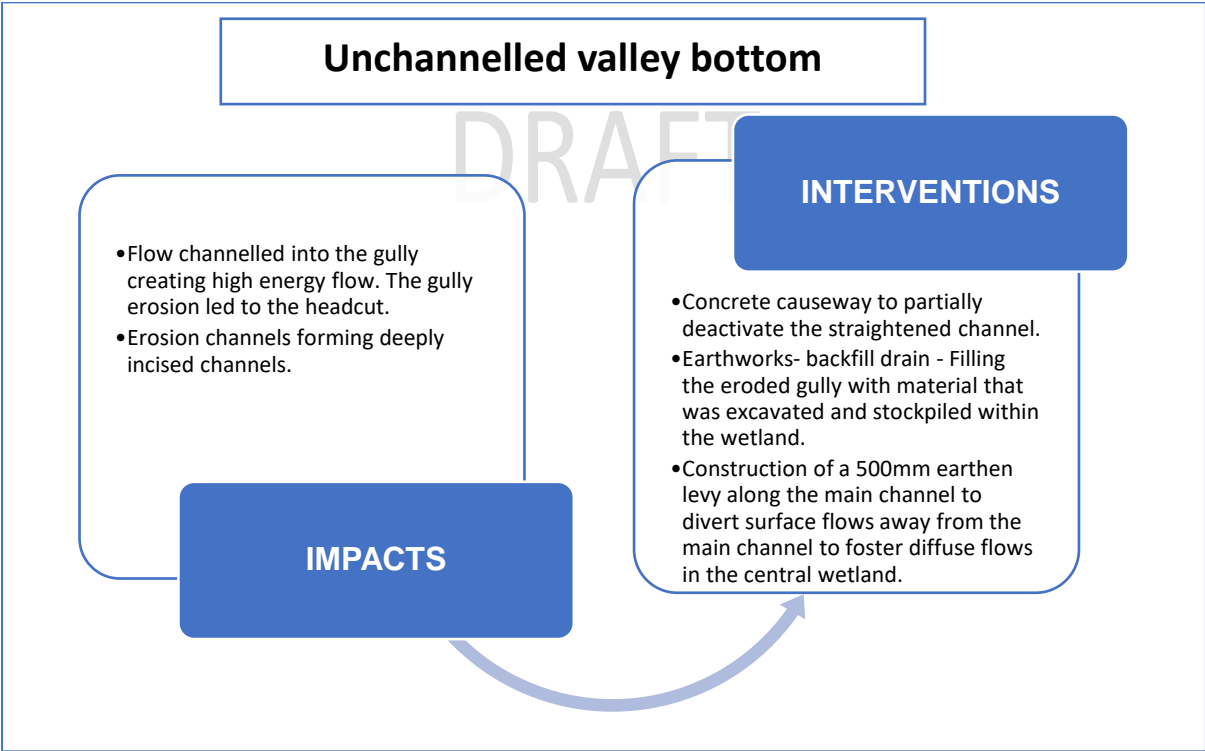 Unchannelled valley bottom
DRAFT
•Flow channelled into the gully
creating high energy flow. The gully
erosion led to the headcut.
•Erosion channels forming deeply
incised channels.
IMPACTS
INTERVENTIONS
•Concrete causeway to partially
deactivate the straightened channel.
•Earthworks- backfill drain - Filling
the eroded gully with material that
was excavated and stockpiled within
the wetland.
•Construction of a 500mm earthen
levy along the main channel to
divert surface flows away from the
main channel to foster diffuse flows
in the central wetland.